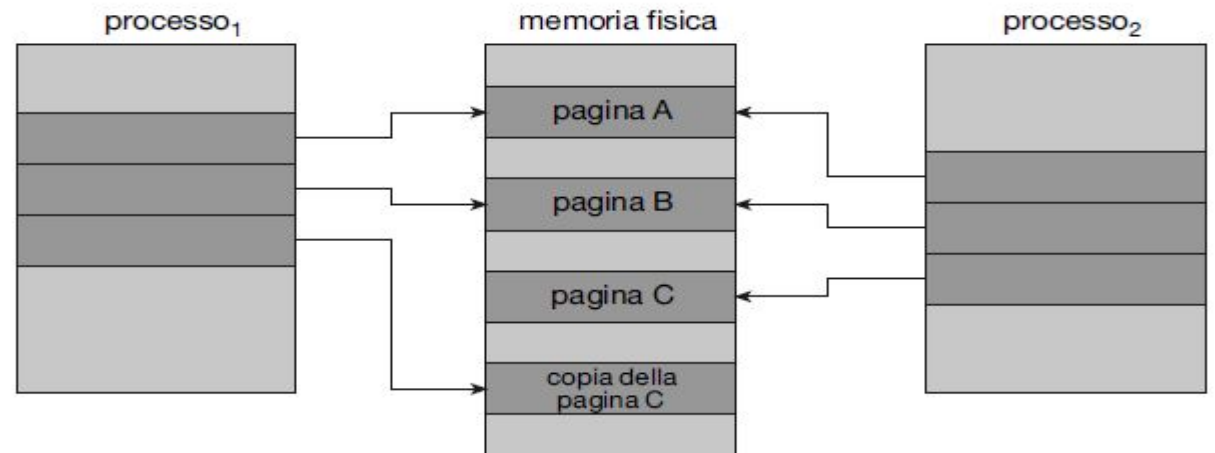 processo1
memoria fisica
processo2
pagina A
pagina B
pagina C
copia della
pagina C